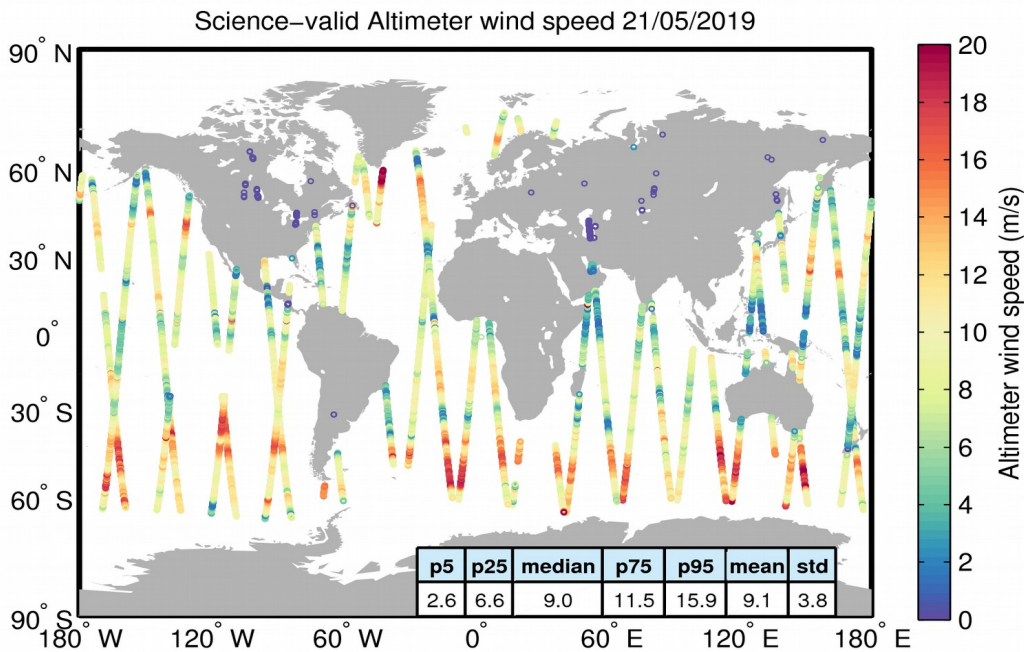 Science−valid Altimeter wind speed 21/05/2019
90° N
60° N
30° N
0°
30° S
60° S
90° S
180° W
120° W
60° W
0°
60° E
120° E
180° E
p5 p25 median p75 p95 mean std
2.6 6.6 9.0 11.5 15.9 9.1 3.8
20
18
16
14
12
10
8
6
4
2
0
Altimeter wind speed (m/s)